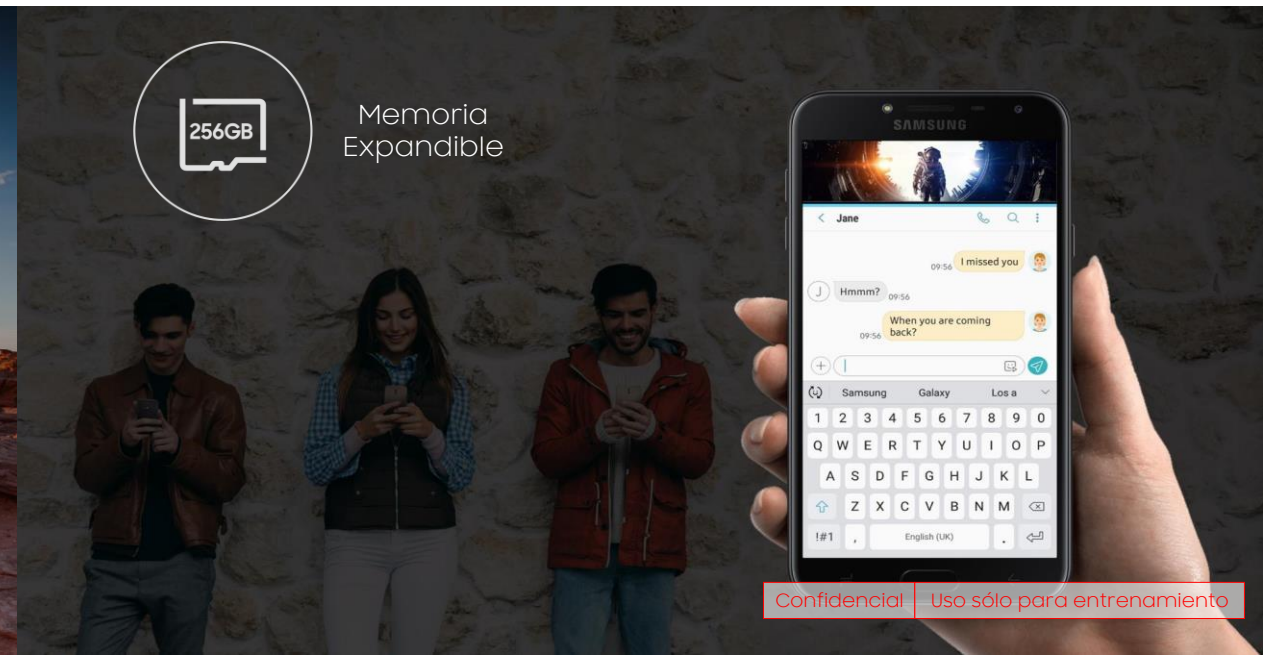 256GB
Memoria
Expandible
SAMSUNG
Jane
I missed you
09:56
J
Hmmm?
09:56
When you are coming
back?
09:56
Samsung Galaxy Los a
1 2 3 4 5 6 7 8 9 0
Q W E R T Y U I O P
A S D F G H J K L
Z X C V B N M
!#1 , English (UK) .
Confidencial Uso sólo para entrenamiento